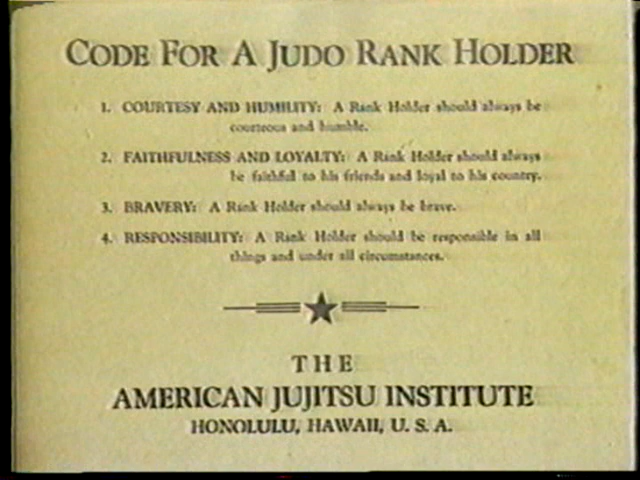 CODE FOR A JUDO RANK HOLDER
1. COURTESY AND HUMILITY: A Rank Holder should always be
courteous and humble.
2. FAITHFULNESS AND LOYALTY: A Rank Holder should always
be faithful to his friends and loyal to his country.
3. BRAVERY: A Rank Holder should always be brave.
4. RESPONSIBILITY: A Rank Holder should be responsible in all
things and under all circumstances.
THE
AMERICAN JUJITSU INSTITUTE
HONOLULU, HAWAII, U. S. A.